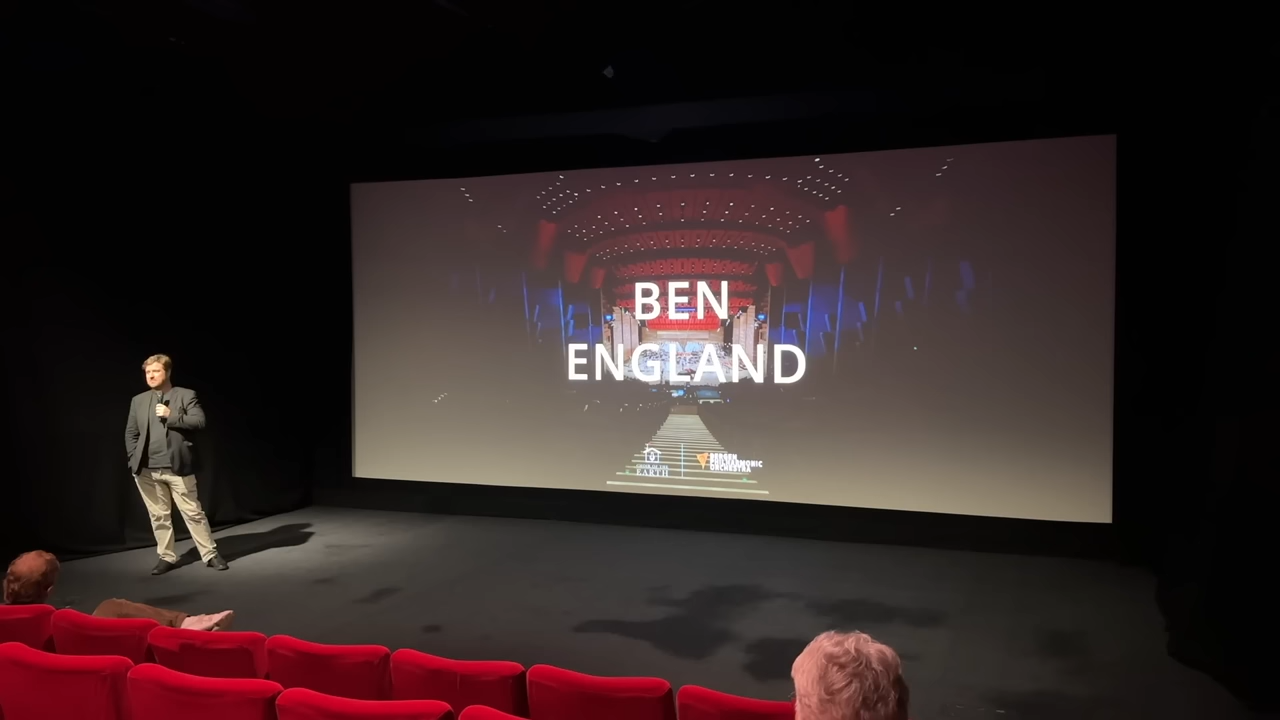 BEN
ENGLAND
EARTH
BERGEN
PHILHARMONIC
ORCHESTRA